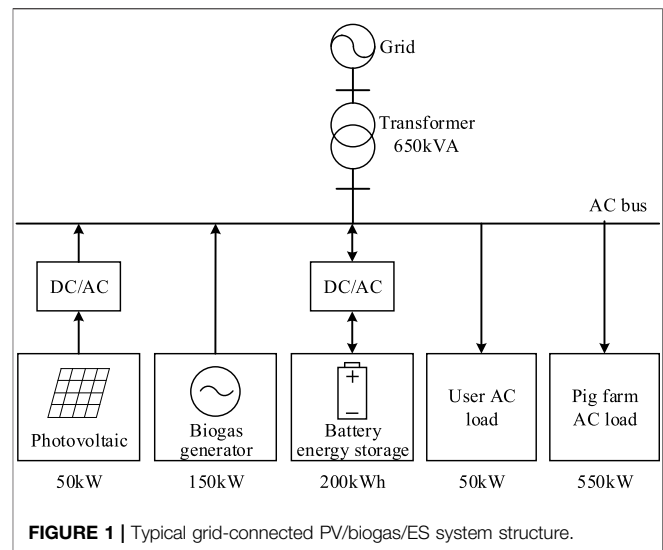 Grid
Transformer
650kVA
AC bus
DC/AC
DC/AC
Photovoltaic
Biogas
generator
Battery
energy storage
User AC
load
Pig farm
AC load
50kW
150kW
200kWh
50kW
550kW
FIGURE 1 | Typical grid-connected PV/biogas/ES system structure.